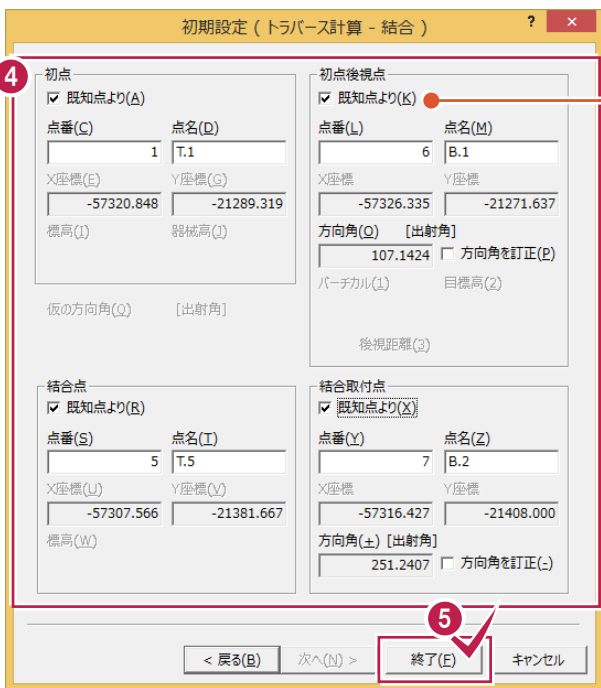 初期設定 ( トラバース計算 - 結合 )
? ×
4
初点
既知点より(A)
点番(C) 点名(D)
1 T.1
X座標(E) Y座標(G)
-57320.848 -21289.319
標高(I) 器械高(J)
仮の方向角(Q) [出射角]
初点後視点
既知点より(K)
点番(L) 点名(M)
6 B.1
X座標 Y座標
-57326.335 -21271.637
方向角(O) [出射角]
107.1424 方向角を訂正(P)
バーチカル(1) 目標高(2)
後視距離(3)
結合点
既知点より(R)
点番(S) 点名(T)
5 T.5
X座標(U) Y座標(V)
-57307.566 -21381.667
標高(W)
結合取付点
既知点より(X)
点番(Y) 点名(Z)
7 B.2
X座標 Y座標
-57316.427 -21408.000
方向角(+) [出射角]
251.2407 方向角を訂正(-)
5
< 戻る(B) 次へ(N) > 終了(F) キャンセル